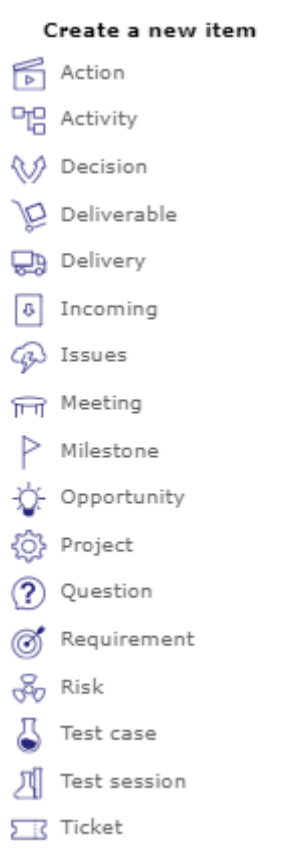 Create a new item
Action
Activity
Decision
Deliverable
Delivery
Incoming
Issues
Meeting
Milestone
Opportunity
Project
Question
Requirement
Risk
Test case
Test session
Ticket